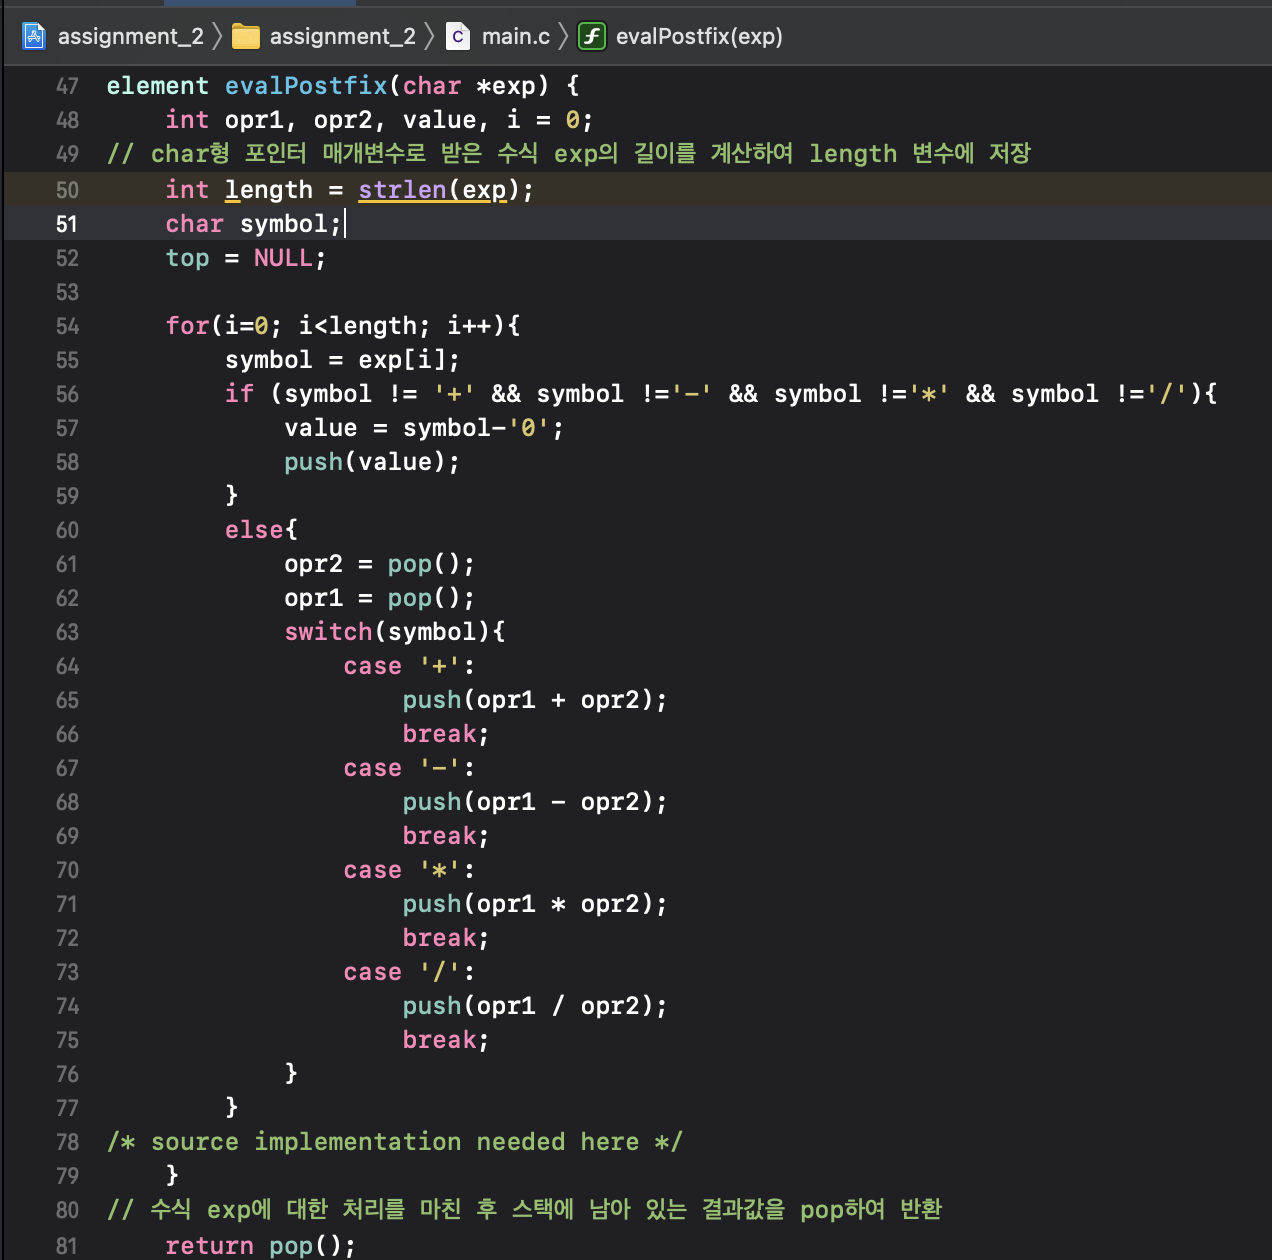 assignment_2 > assignment_2 > C main.c > f evalPostfix(exp)
47 element evalPostfix(char *exp) {
48     int opr1, opr2, value, i = 0;
49 // char형 포인터 매개변수로 받은 수식 exp의 길이를 계산하여 length 변수에 저장
50     int length = strlen(exp);
51     char symbol;
52     top = NULL;
53
54     for(i=0; i<length; i++){
55         symbol = exp[i];
56         if (symbol != '+' && symbol !='-' && symbol !='*' && symbol !='/'){
57             value = symbol-'0';
58             push(value);
59         }
60         else{
61             opr2 = pop();
62             opr1 = pop();
63             switch(symbol){
64                 case '+':
65                     push(opr1 + opr2);
66                     break;
67                 case '-':
68                     push(opr1 - opr2);
69                     break;
70                 case '*':
71                     push(opr1 * opr2);
72                     break;
73                 case '/':
74                     push(opr1 / opr2);
75                     break;
76             }
77         }
78 /* source implementation needed here */
79     }
80 // 수식 exp에 대한 처리를 마친 후 스택에 남아 있는 결과값을 pop하여 반환
81     return pop();